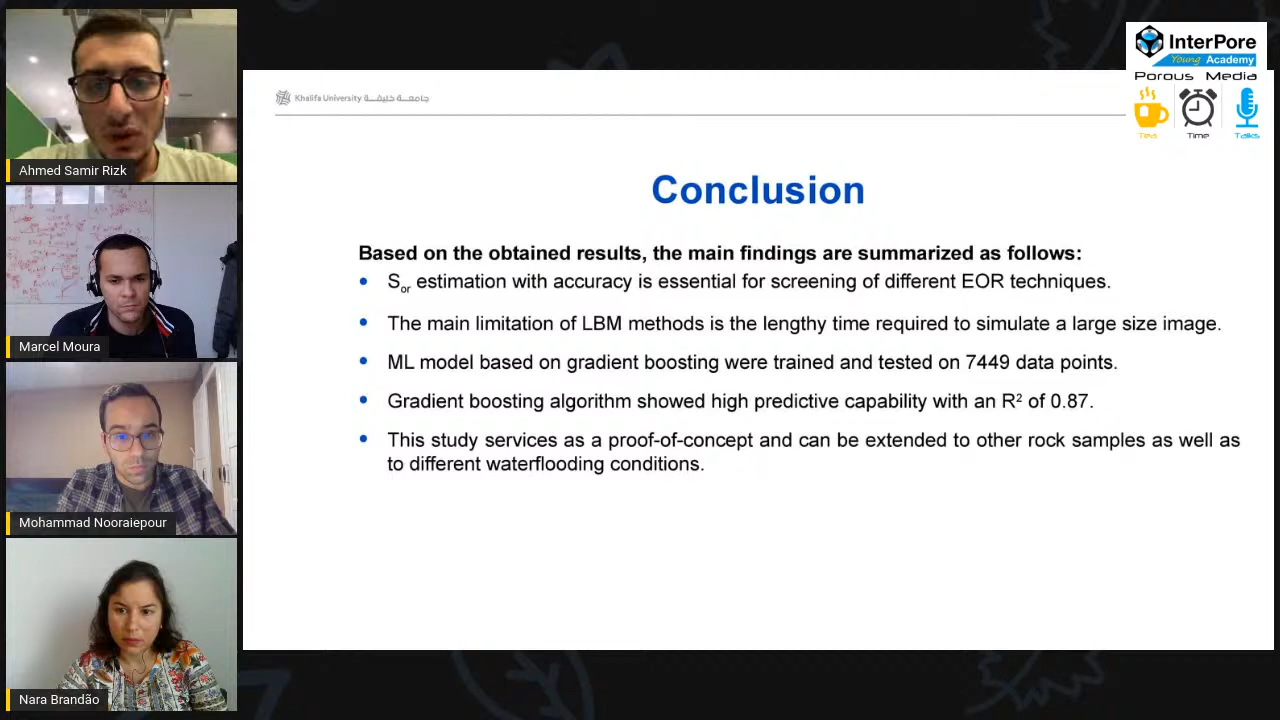 Ahmed Samir Rizk
Marcel Moura
Mohammad Nooraiepour
Nara Brandão
InterPore
Young Academy
Porous Media
Tea Time Talks
Khalifa University جامعة خليفة
Conclusion
Based on the obtained results, the main findings are summarized as follows:
• Sor estimation with accuracy is essential for screening of different EOR techniques.
• The main limitation of LBM methods is the lengthy time required to simulate a large size image.
• ML model based on gradient boosting were trained and tested on 7449 data points.
• Gradient boosting algorithm showed high predictive capability with an R² of 0.87.
• This study services as a proof-of-concept and can be extended to other rock samples as well as
to different waterflooding conditions.